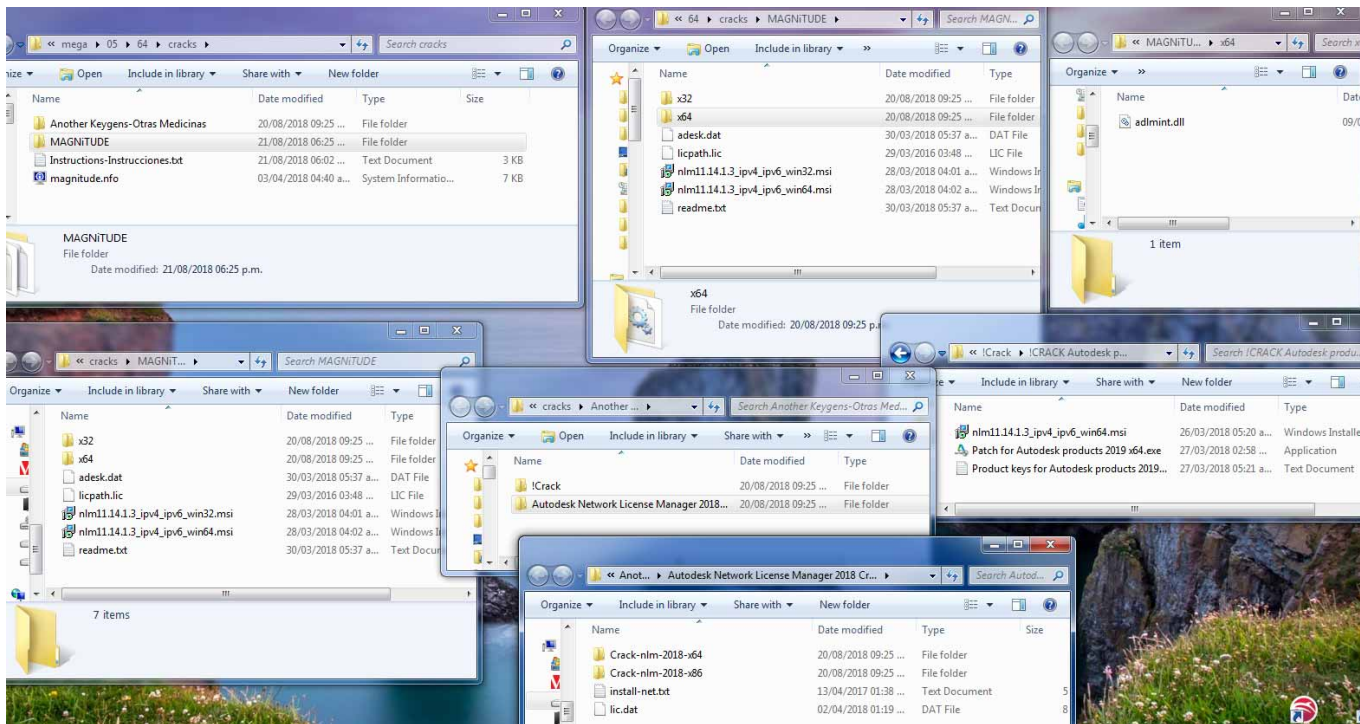 « mega ▸ 05 ▸ 64 ▸ cracks ▸
Search cracks
nize ▾ Open Include in library ▾ Share with ▾ New folder
Name Date modified Type Size
Another Keygens-Otras Medicinas 20/08/2018 09:25 ... File folder
MAGNiTUDE 21/08/2018 06:25 ... File folder
Instructions-Instrucciones.txt 21/08/2018 06:02 ... Text Document 3 KB
magnitude.nfo 03/04/2018 04:40 a... System Informatio... 7 KB
MAGNiTUDE
File folder
Date modified: 21/08/2018 06:25 p.m.
« 64 ▸ cracks ▸ MAGNiTUDE ▸
Search MAGN...
Organize ▾ Open Include in library ▾ »
Name Date modified Type
x32 20/08/2018 09:25 ... File folder
x64 20/08/2018 09:25 ... File folder
adesk.dat 30/03/2018 05:37 a... DAT File
licpath.lic 29/03/2016 03:48 ... LIC File
nlm11.14.1.3_ipv4_ipv6_win32.msi 28/03/2018 04:01 a... Windows Ir
nlm11.14.1.3_ipv4_ipv6_win64.msi 28/03/2018 04:02 a... Windows Ir
readme.txt 30/03/2018 05:37 a... Text Docun
x64
File folder
Date modified: 20/08/2018 09:25 p.
« MAGNiTU... ▸ x64
Search x
Organize ▾ »
Name Dat
adlmint.dll 09/0
1 item
« cracks ▸ MAGNiT... ▸
Search MAGNiTUDE
Organize ▾ Include in library ▾ Share with ▾ New folder
Name Date modified Type
x32 20/08/2018 09:25 ... File folder
x64 20/08/2018 09:25 ... File folder
adesk.dat 30/03/2018 05:37 a... DAT File
licpath.lic 29/03/2016 03:48 ... LIC File
nlm11.14.1.3_ipv4_ipv6_win32.msi 28/03/2018 04:01 a... Windows I
nlm11.14.1.3_ipv4_ipv6_win64.msi 28/03/2018 04:02 a... Windows I
readme.txt 30/03/2018 05:37 a... Text Docur
7 items
« cracks ▸ Another ... ▸
Search Another Keygens-Otras Med...
Organize ▾ Open Include in library ▾ Share with ▾ »
Name Date modified Type
!Crack 20/08/2018 09:25 ... File folder
Autodesk Network License Manager 2018... 20/08/2018 09:25 ... File folder
« !Crack ▸ !CRACK Autodesk p... ▸
Search !CRACK Autodesk produ...
ze ▾ Include in library ▾ Share with ▾ New folder
Name Date modified Type
nlm11.14.1.3_ipv4_ipv6_win64.msi 26/03/2018 05:20 a... Windows Installe
Patch for Autodesk products 2019 x64.exe 27/03/2018 02:58 ... Application
Product keys for Autodesk products 2019... 27/03/2018 05:21 a... Text Document
« Anot... ▸ Autodesk Network License Manager 2018 Cr... ▸
Search Autod...
Organize ▾ Include in library ▾ Share with ▾ New folder
Name Date modified Type Size
Crack-nlm-2018-x64 20/08/2018 09:25 ... File folder
Crack-nlm-2018-x86 20/08/2018 09:25 ... File folder
install-net.txt 13/04/2017 01:38 ... Text Document 5
lic.dat 02/04/2018 01:19 ... DAT File 8